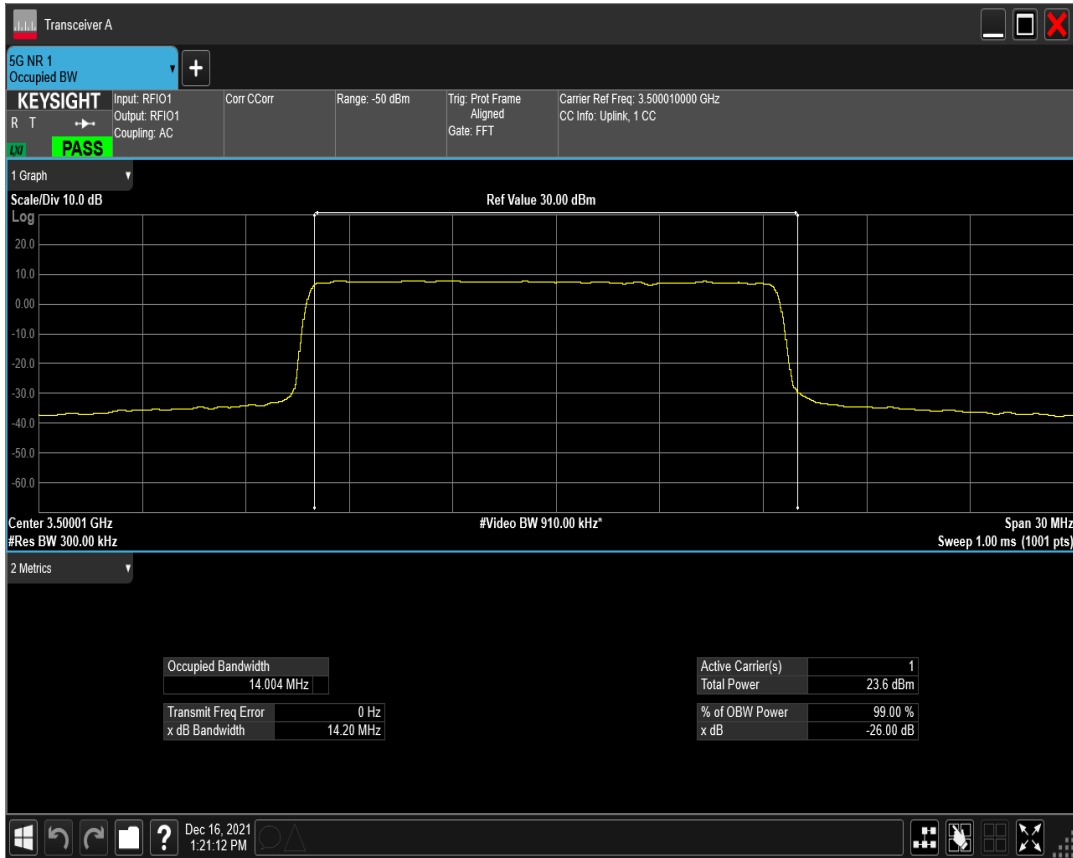 Transceiver A
5G NR 1
Occupied BW
KEYSIGHT
R T
LXI
PASS
Input: RFIO1
Output: RFIO1
Coupling: AC
Corr CCorr
Range: -50 dBm
Trig: Prot Frame
Aligned
Gate: FFT
Carrier Ref Freq: 3.500010000 GHz
CC Info: Uplink, 1 CC
1 Graph
Scale/Div 10.0 dB
Ref Value 30.00 dBm
Log
20.0
10.0
0.00
-10.0
-20.0
-30.0
-40.0
-50.0
-60.0
Center 3.50001 GHz
#Video BW 910.00 kHz*
Span 30 MHz
#Res BW 300.00 kHz
Sweep 1.00 ms (1001 pts)
2 Metrics
Occupied Bandwidth
14.004 MHz
Transmit Freq Error 0 Hz
x dB Bandwidth 14.20 MHz
Active Carrier(s) 1
Total Power 23.6 dBm
% of OBW Power 99.00 %
x dB -26.00 dB
?
Dec 16, 2021
1:21:12 PM